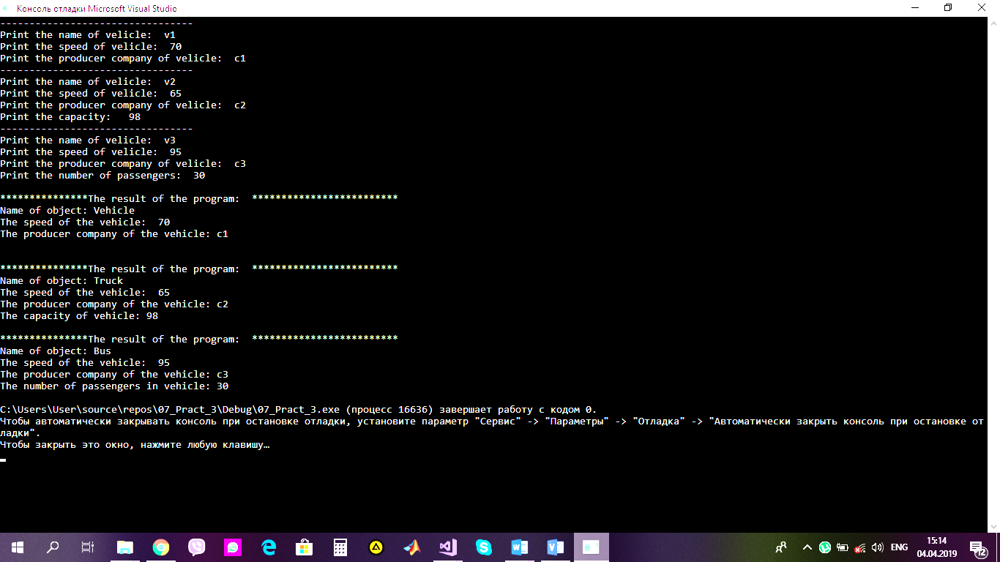 Консоль отладки Microsoft Visual Studio
---------------------------------
Print the name of velicle:  v1
Print the speed of velicle:  70
Print the producer company of velicle:  c1
---------------------------------
Print the name of velicle:  v2
Print the speed of velicle:  65
Print the producer company of velicle:  c2
Print the capacity:   98
---------------------------------
Print the name of velicle:  v3
Print the speed of velicle:  95
Print the producer company of velicle:  c3
Print the number of passengers:  30
***************The result of the program:  *************************
Name of object: Vehicle
The speed of the vehicle:  70
The producer company of the vehicle: c1
***************The result of the program:  *************************
Name of object: Truck
The speed of the vehicle:  65
The producer company of the vehicle: c2
The capacity of vehicle: 98
***************The result of the program:  *************************
Name of object: Bus
The speed of the vehicle:  95
The producer company of the vehicle: c3
The number of passengers in vehicle: 30
C:\Users\User\source\repos\07_Pract_3\Debug\07_Pract_3.exe (процесс 16636) завершает работу с кодом 0.
Чтобы автоматически закрывать консоль при остановке отладки, установите параметр "Сервис" -> "Параметры" -> "Отладка" -> "Автоматически закрыть консоль при остановке от
ладки".
Чтобы закрыть это окно, нажмите любую клавишу…
ENG
15:14
04.04.2019
12